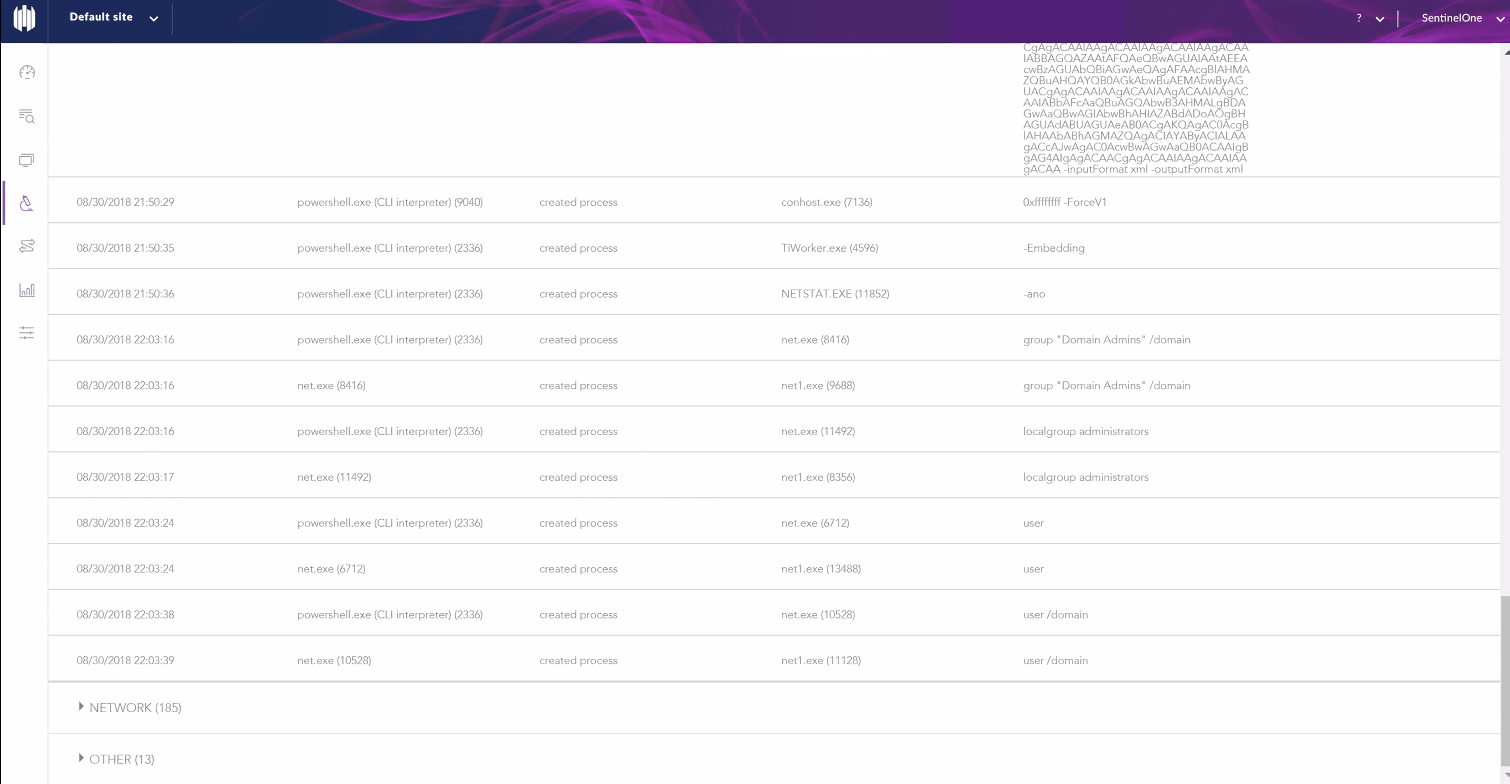 Default site
? SentinelOne
CgAgACAAIAAgACAAIAAgACAAIAAgACAA
IABBAGQAZAAtAFQAeQBwAGUAIAAtAEEA
cwBzAGUAbQBiAGwAeQAgAFAAcgBlAHMA
ZQBuAHQAYQB0AGkAbwBuAEMAbwByAG
UACgAgACAAIAAgACAAIAAgACAAIAAgAC
AAIABbAFcAaQBuAGQAbwB3AHMALgBDA
GwAaQBwAGIAbwBhAHIAZABdADoAOgBH
AGUAdABUAGUAeAB0ACgAKQAgAC0AcgB
lAHAAbABhAGMAZQAgACIAYAByACIALAA
gACcAJwAgAC0AcwBwAGwAaQB0ACAAIgB
gAG4AIgAgACAACgAgACAAIAAgACAAIAA
gACAA -inputFormat xml -outputFormat xml
08/30/2018 21:50:29 powershell.exe (CLI interpreter) (9040) created process conhost.exe (7136) 0xffffffff -ForceV1
08/30/2018 21:50:35 powershell.exe (CLI interpreter) (2336) created process TiWorker.exe (4596) -Embedding
08/30/2018 21:50:36 powershell.exe (CLI interpreter) (2336) created process NETSTAT.EXE (11852) -ano
08/30/2018 22:03:16 powershell.exe (CLI interpreter) (2336) created process net.exe (8416) group "Domain Admins" /domain
08/30/2018 22:03:16 net.exe (8416) created process net1.exe (9688) group "Domain Admins" /domain
08/30/2018 22:03:16 powershell.exe (CLI interpreter) (2336) created process net.exe (11492) localgroup administrators
08/30/2018 22:03:17 net.exe (11492) created process net1.exe (8356) localgroup administrators
08/30/2018 22:03:24 powershell.exe (CLI interpreter) (2336) created process net.exe (6712) user
08/30/2018 22:03:24 net.exe (6712) created process net1.exe (13488) user
08/30/2018 22:03:38 powershell.exe (CLI interpreter) (2336) created process net.exe (10528) user /domain
08/30/2018 22:03:39 net.exe (10528) created process net1.exe (11128) user /domain
NETWORK (185)
OTHER (13)